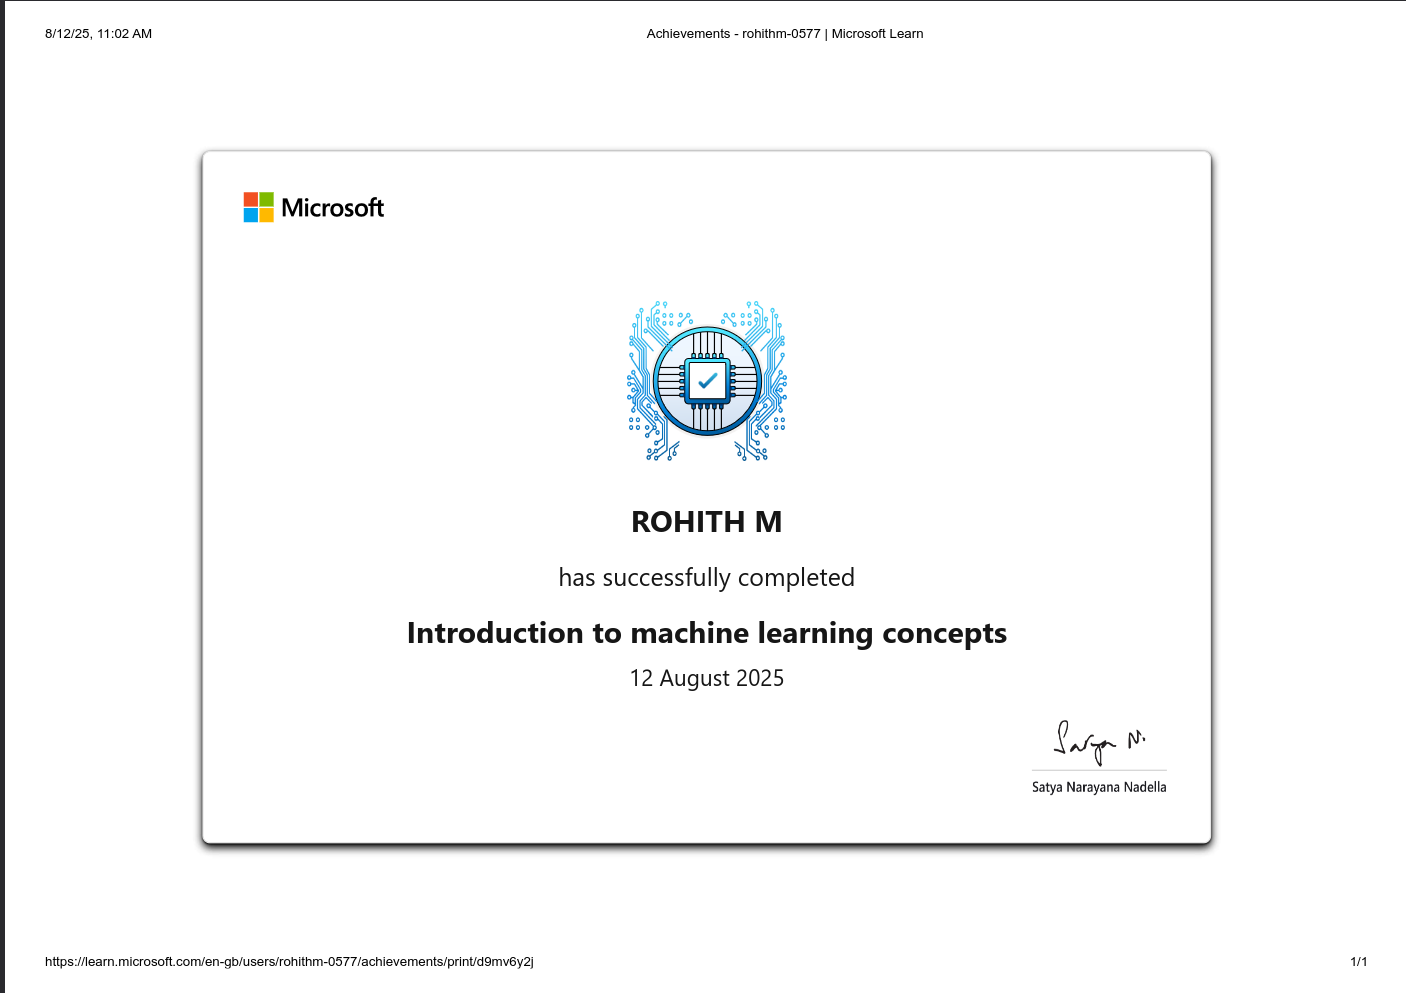 8/12/25, 11:02 AM
Achievements - rohithm-0577 | Microsoft Learn
Microsoft
ROHITH M
has successfully completed
Introduction to machine learning concepts
12 August 2025
Satya N.
Satya Narayana Nadella
https://learn.microsoft.com/en-gb/users/rohithm-0577/achievements/print/d9mv6y2j
1/1